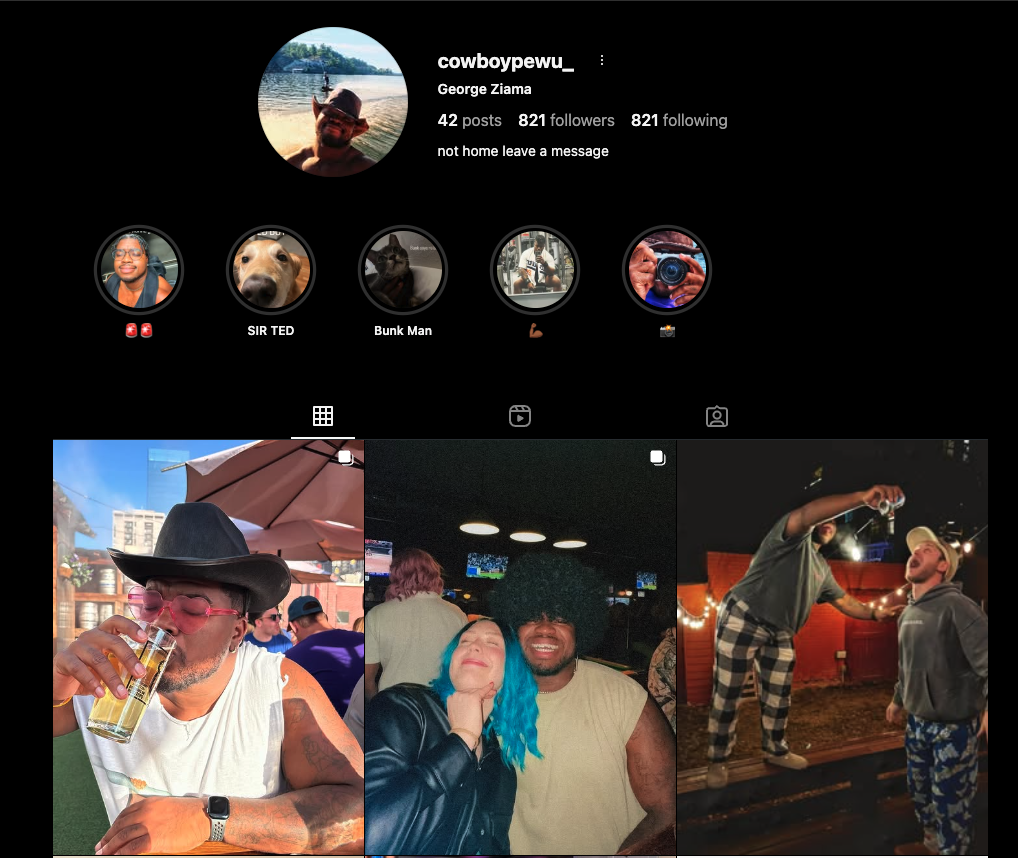 cowboypewu_
George Ziama
42 posts 821 followers 821 following
not home leave a message
🚨🚨
SIR TED
Bunk Man
💪🏾
📸